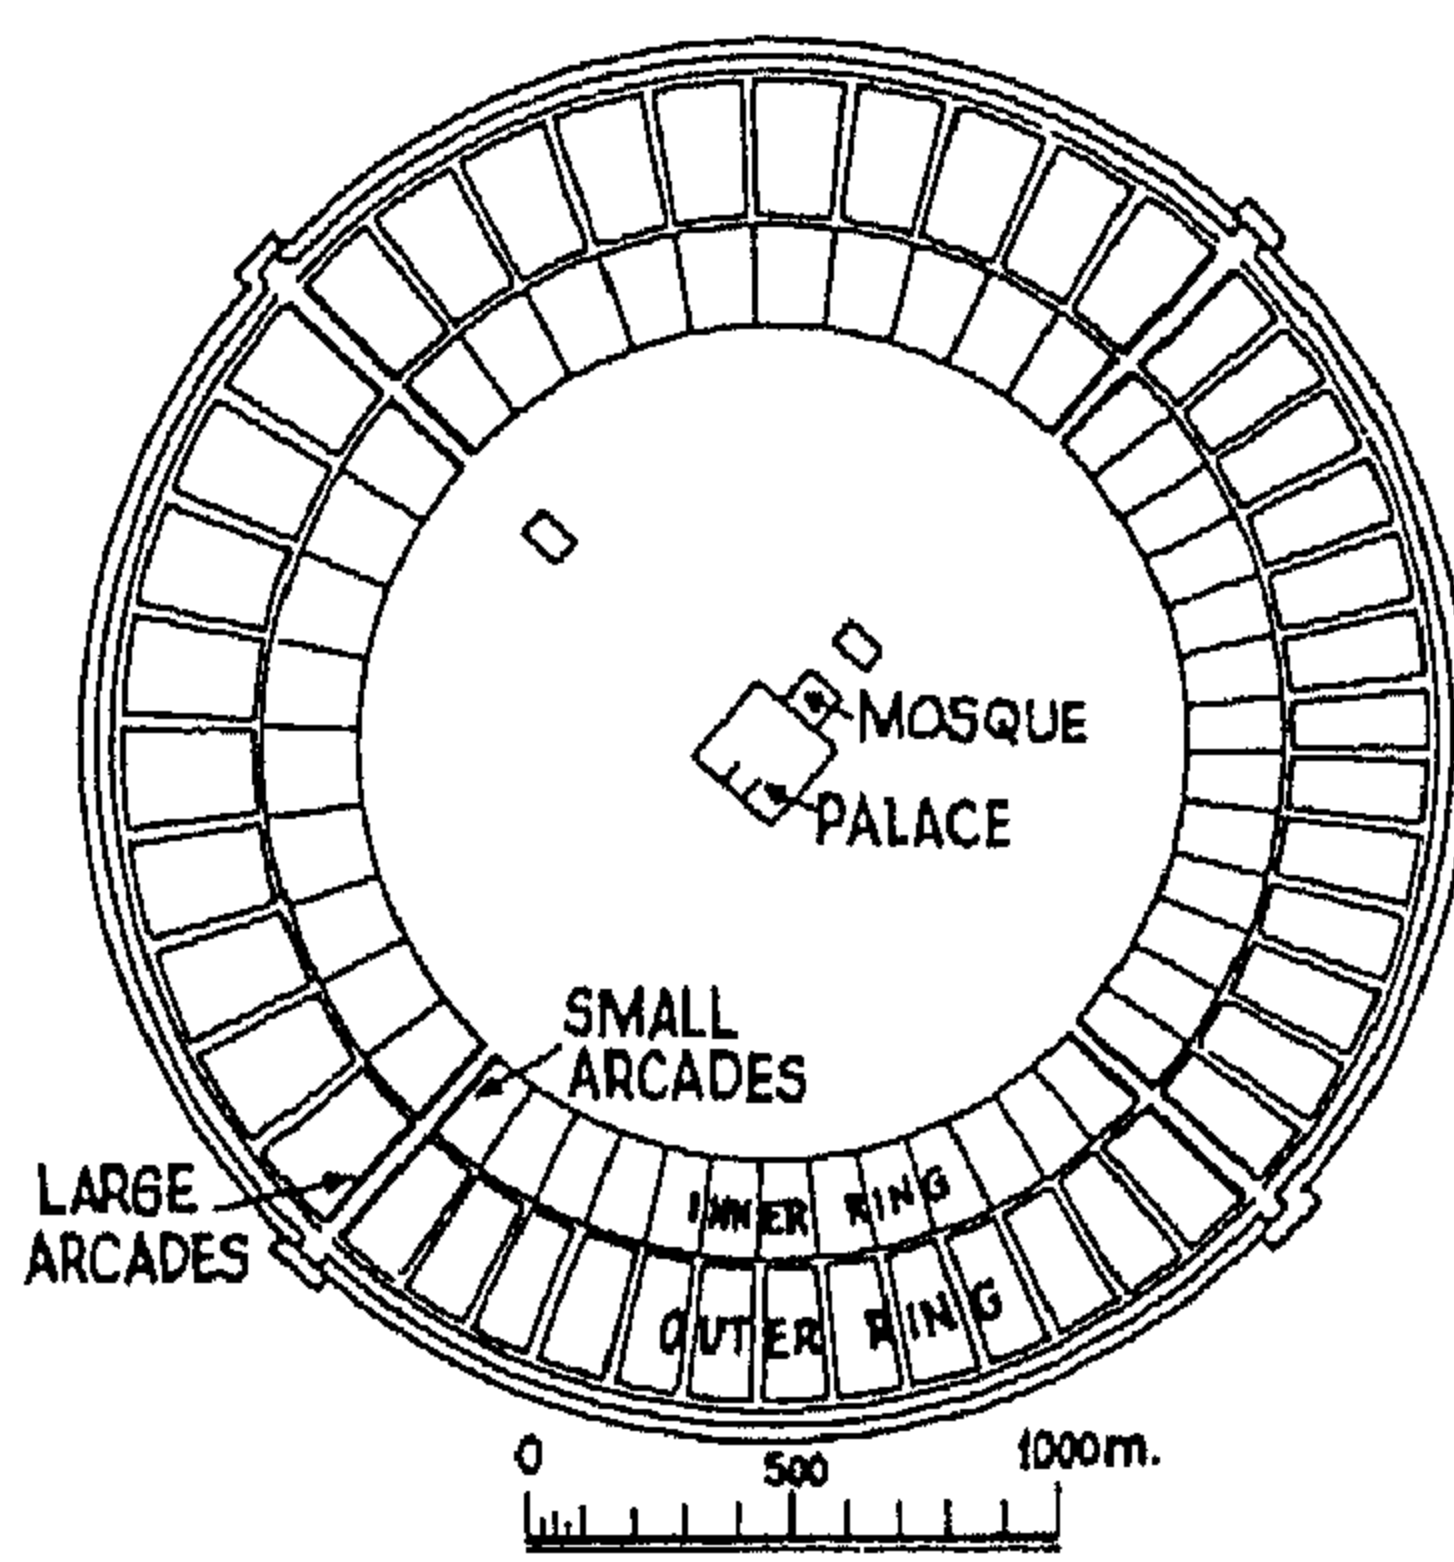 MOSQUE
PALACE
SMALL
ARCADES
LARGE
ARCADES
INNER RING
OUTER RING
0 500 1000m.